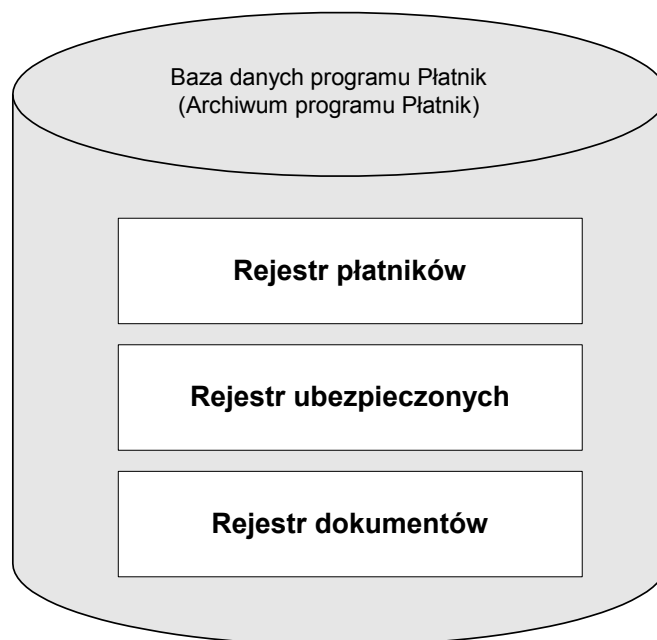 Baza danych programu Płatnik
(Archiwum programu Płatnik)
Rejestr płatników
Rejestr ubezpieczonych
Rejestr dokumentów